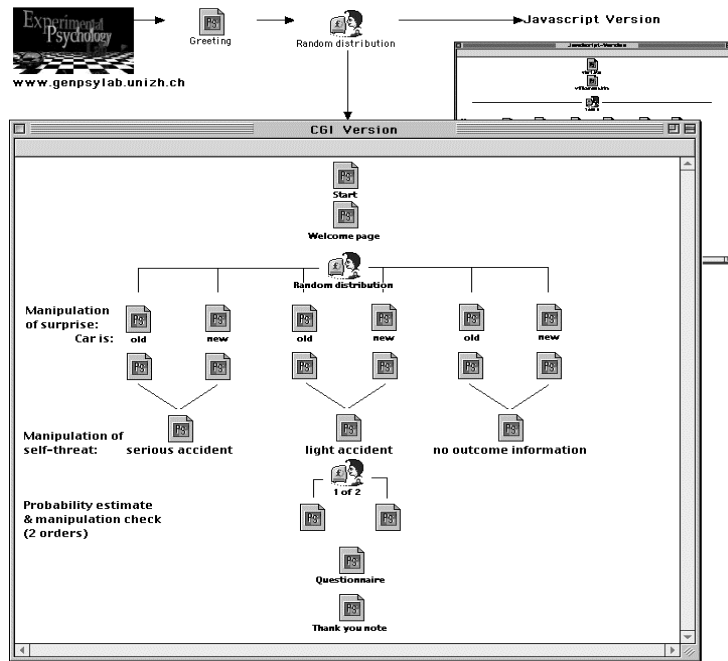 Experimental
Psychology
www.genpsylab.unizh.ch
Greeting
Random distribution
Javascript Version
JavaScript-Version
CGI Version
Start
Welcome page
Random distribution
Manipulation
of surprise:
Car is: old new old new old new
Manipulation of
self-threat: serious accident light accident no outcome information
1 of 2
Probability estimate
& manipulation check
(2 orders)
Questionnaire
Thank you note